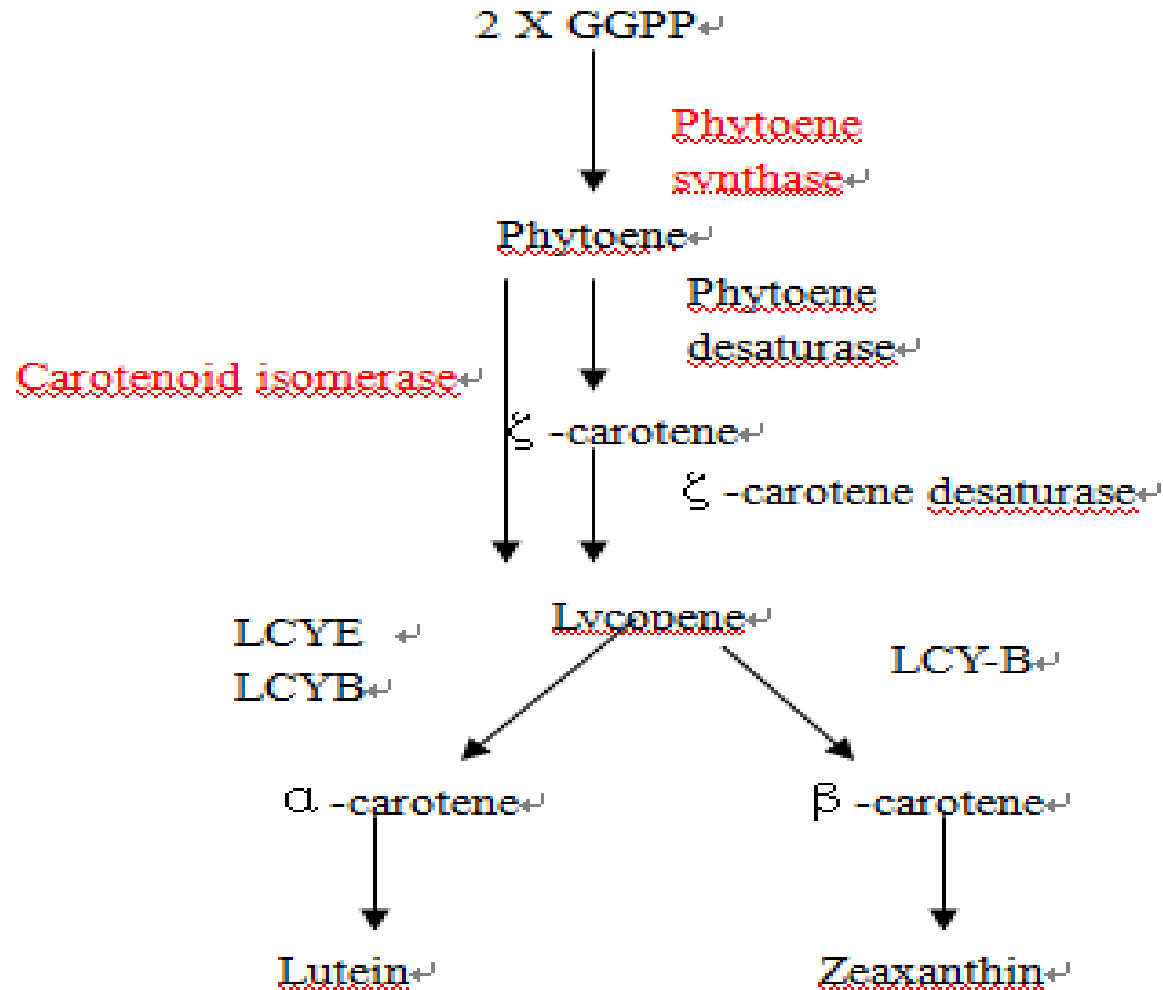 2 X GGPP↵
Phytoene
synthase↵
Phytoene↵
Phytoene
desaturase↵
Carotenoid isomerase↵
ξ -carotene↵
ζ -carotene desaturase↵
Lycopene↵
LCYE ↵
LCYB↵
LCY-B↵
α -carotene↵
β -carotene↵
Lutein↵
Zeaxanthin↵